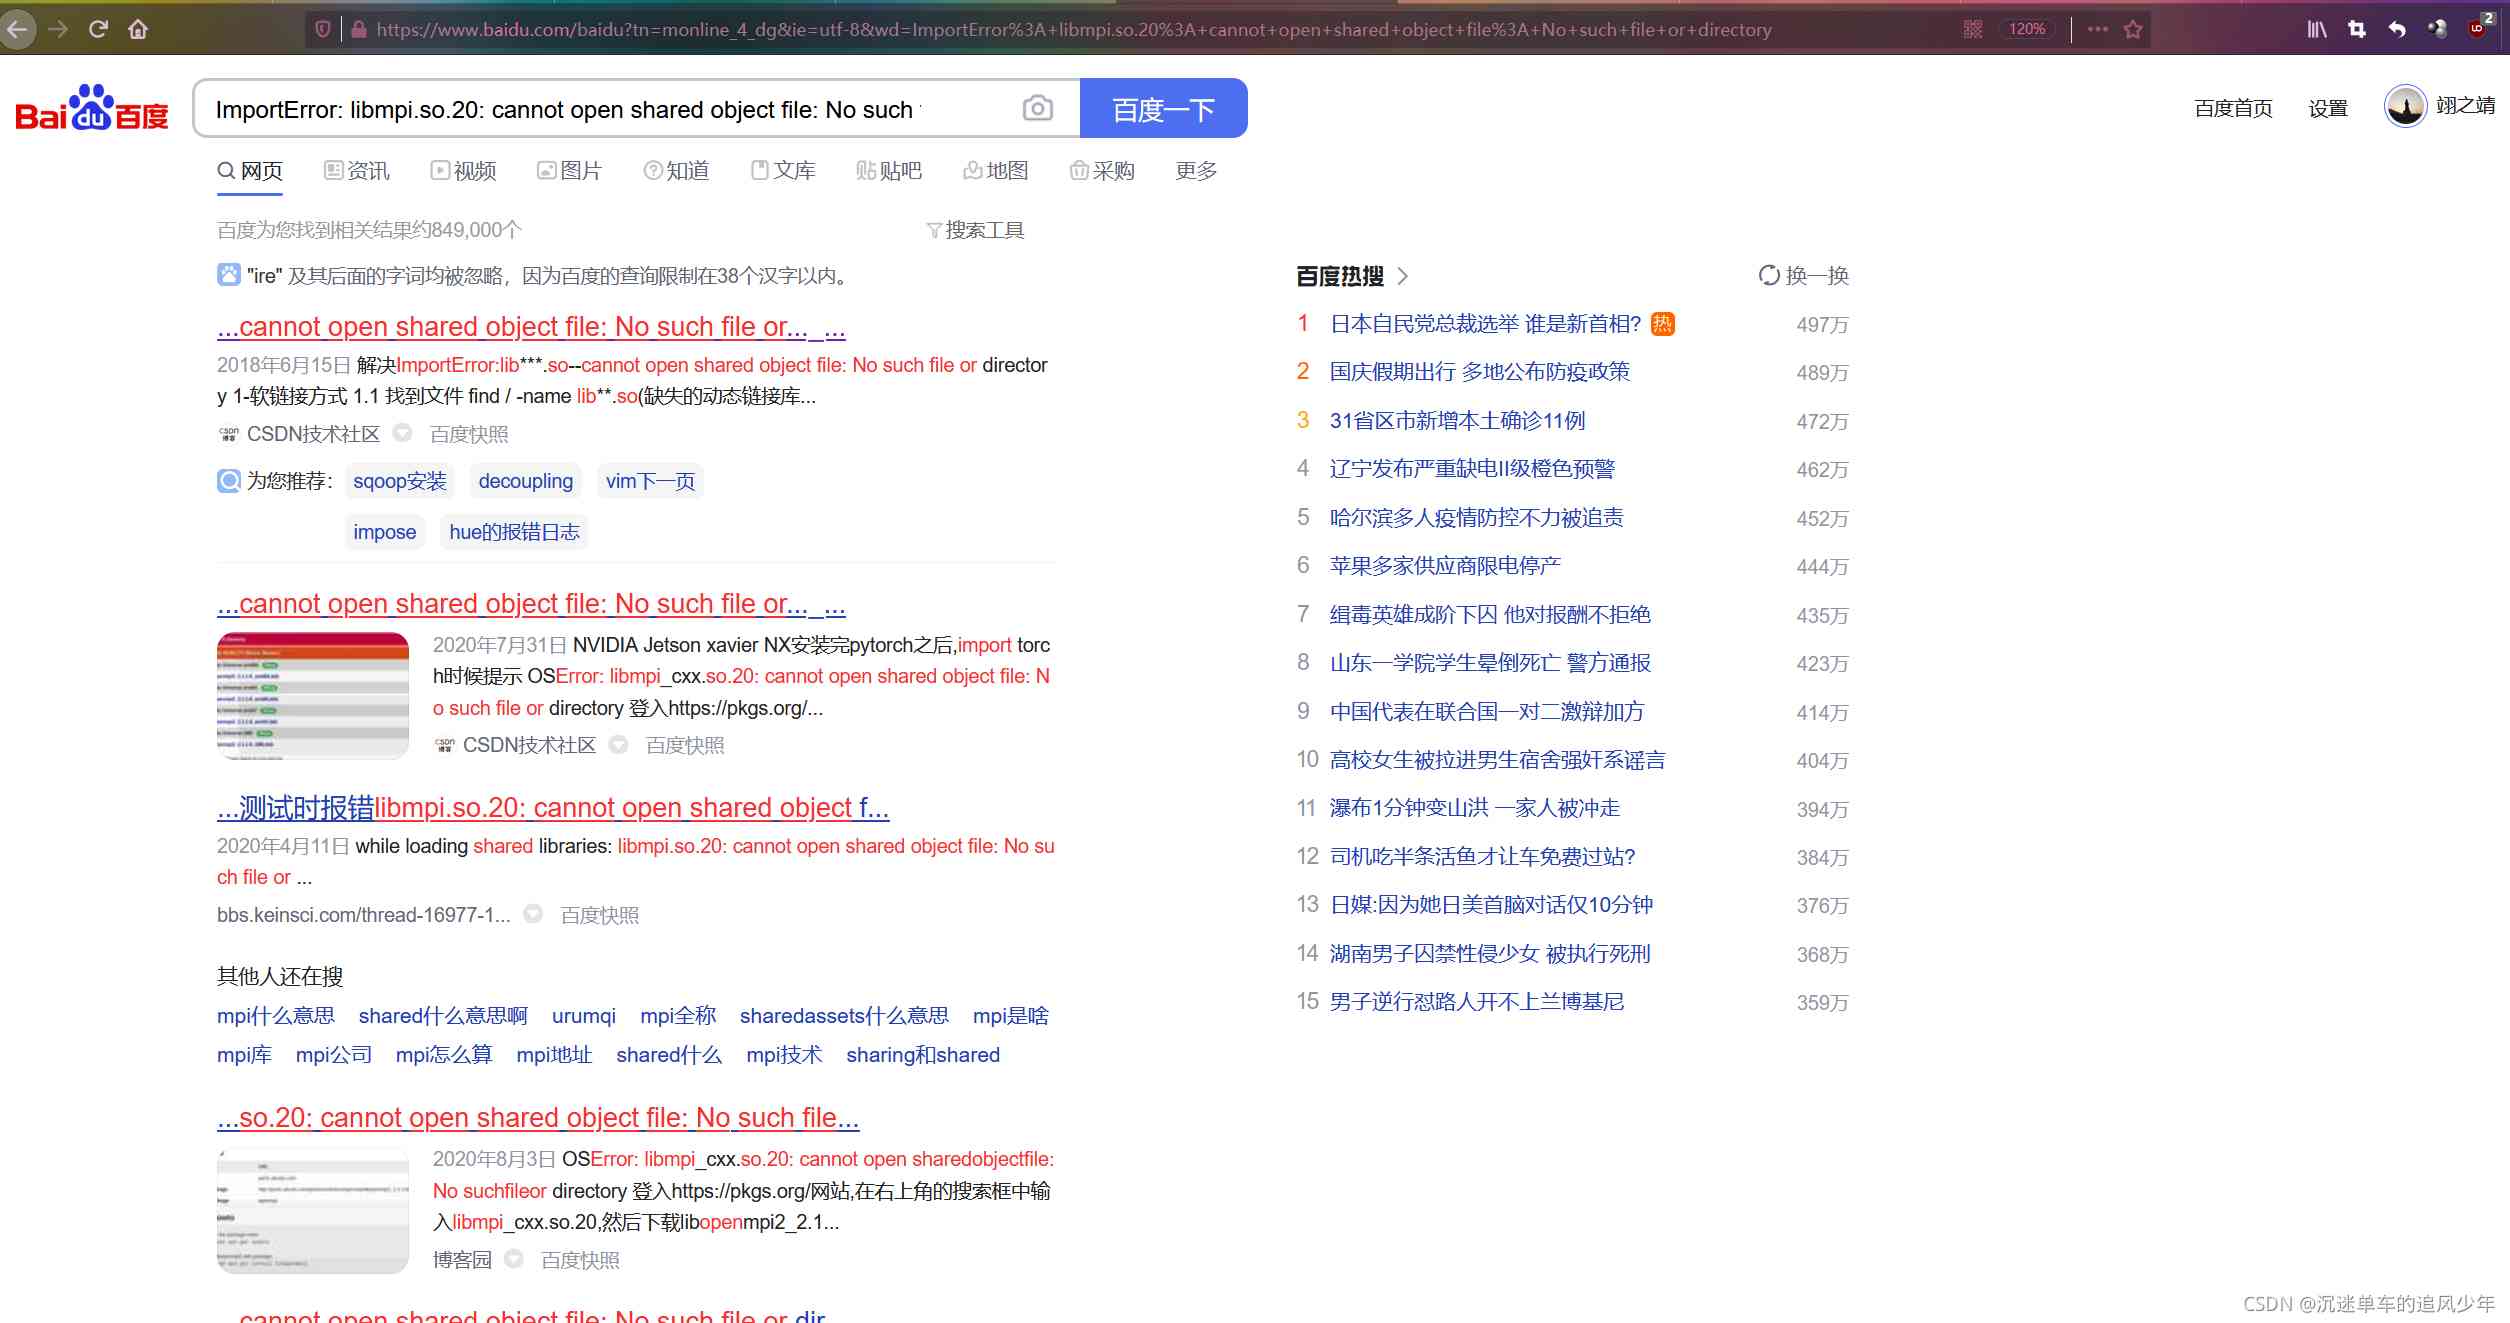 https://www.baidu.com/baidu?tn=monline_4_dg&ie=utf-8&wd=ImportError%3A+libmpi.so.20%3A+cannot+open+shared+object+file%3A+No+such+file+or+directory
120%
2
Bai du 百度
ImportError: libmpi.so.20: cannot open shared object file: No such
百度一下
百度首页
设置
翊之靖
网页
资讯
视频
图片
知道
文库
贴吧
地图
采购
更多
百度为您找到相关结果约849,000个
搜索工具
"ire" 及其后面的字词均被忽略，因为百度的查询限制在38个汉字以内。
...cannot open shared object file: No such file or..._...
2018年6月15日 解决ImportError:lib***.so--cannot open shared object file: No such file or director
y 1-软链接方式 1.1 找到文件 find / -name lib**.so(缺失的动态链接库...
CSDN博客 CSDN技术社区 百度快照
为您推荐： sqoop安装 decoupling vim下一页
impose hue的报错日志
...cannot open shared object file: No such file or..._...
2020年7月31日 NVIDIA Jetson xavier NX安装完pytorch之后,import torc
h时候提示 OSError: libmpi_cxx.so.20: cannot open shared object file: N
o such file or directory 登入https://pkgs.org/...
CSDN博客 CSDN技术社区 百度快照
...测试时报错libmpi.so.20: cannot open shared object f...
2020年4月11日 while loading shared libraries: libmpi.so.20: cannot open shared object file: No su
ch file or ...
bbs.keinsci.com/thread-16977-1... 百度快照
其他人还在搜
mpi什么意思 shared什么意思啊 urumqi mpi全称 sharedassets什么意思 mpi是啥
mpi库 mpi公司 mpi怎么算 mpi地址 shared什么 mpi技术 sharing和shared
...so.20: cannot open shared object file: No such file...
2020年8月3日 OSError: libmpi_cxx.so.20: cannot open sharedobjectfile:
No suchfileor directory 登入https://pkgs.org/网站,在右上角的搜索框中输
入libmpi_cxx.so.20,然后下载libopenmpi2_2.1...
博客园 百度快照
cannot open shared object file: No such file or dir
百度热搜
换一换
1 日本自民党总裁选举 谁是新首相? 热 497万
2 国庆假期出行 多地公布防疫政策 489万
3 31省区市新增本土确诊11例 472万
4 辽宁发布严重缺电II级橙色预警 462万
5 哈尔滨多人疫情防控不力被追责 452万
6 苹果多家供应商限电停产 444万
7 缉毒英雄成阶下囚 他对报酬不拒绝 435万
8 山东一学院学生晕倒死亡 警方通报 423万
9 中国代表在联合国一对二激辩加方 414万
10 高校女生被拉进男生宿舍强奸系谣言 404万
11 瀑布1分钟变山洪 一家人被冲走 394万
12 司机吃半条活鱼才让车免费过站? 384万
13 日媒:因为她日美首脑对话仅10分钟 376万
14 湖南男子囚禁性侵少女 被执行死刑 368万
15 男子逆行怼路人开不上兰博基尼 359万
CSDN @沉迷单车的追风少年